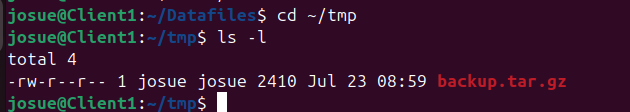 josue@Client1:~/Datafiles$ cd ~/tmp
josue@Client1:~/tmp$ ls -l
total 4
-rw-r--r-- 1 josue josue 2410 Jul 23 08:59 backup.tar.gz
josue@Client1:~/tmp$